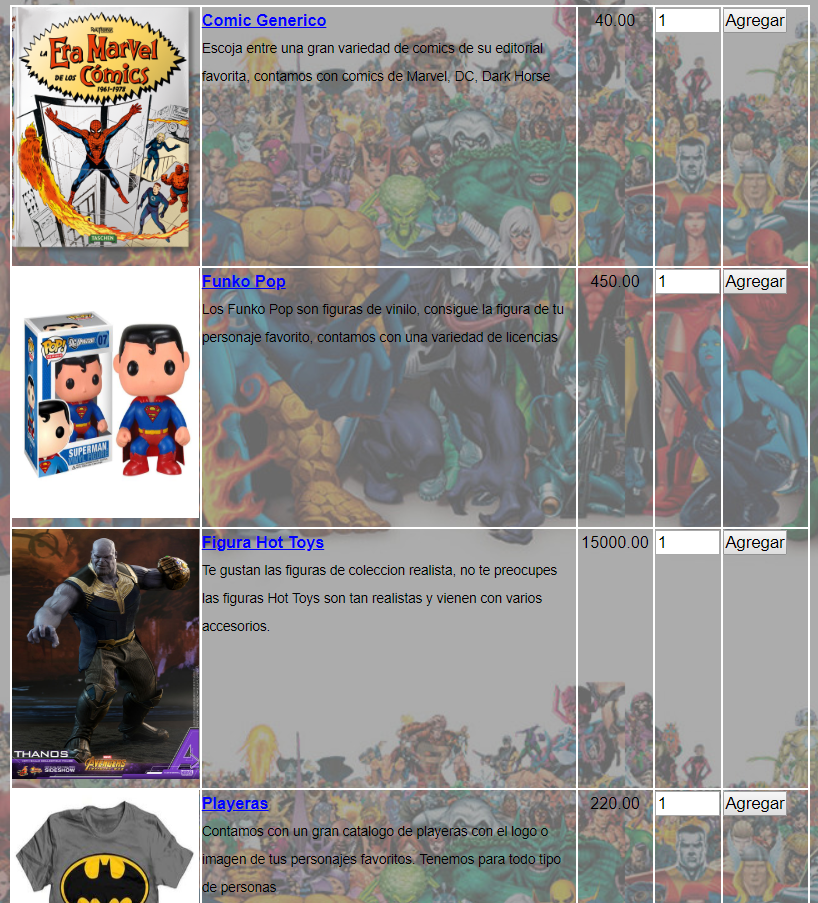 LA
Era Marvel
DE LOS
Cómics
1961-1978
TASCHEN
Comic Generico
Escoja entre una gran variedad de comics de su editorial
favorita, contamos con comics de Marvel, DC, Dark Horse
40.00
1
Agregar
POP!
DC UNIVERSE
07
SUPERMAN
VINYL FIGURE
Funko Pop
Los Funko Pop son figuras de vinilo, consigue la figura de tu
personaje favorito, contamos con una variedad de licencias
450.00
1
Agregar
THANOS
SIDESHOW
AVENGERS
Figura Hot Toys
Te gustan las figuras de coleccion realista, no te preocupes
las figuras Hot Toys son tan realistas y vienen con varios
accesorios.
15000.00
1
Agregar
Playeras
Contamos con un gran catalogo de playeras con el logo o
imagen de tus personajes favoritos. Tenemos para todo tipo
de personas
220.00
1
Agregar